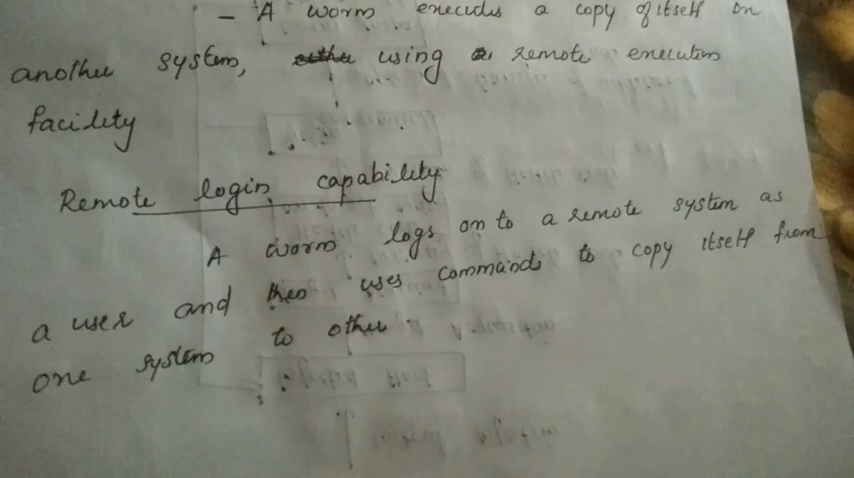 - A worm executes a copy of itself on
another system, using a remote execution
facility
Remote login capability
A worm logs on to a remote system as
a user and then uses commands to copy itself from
one system to other.